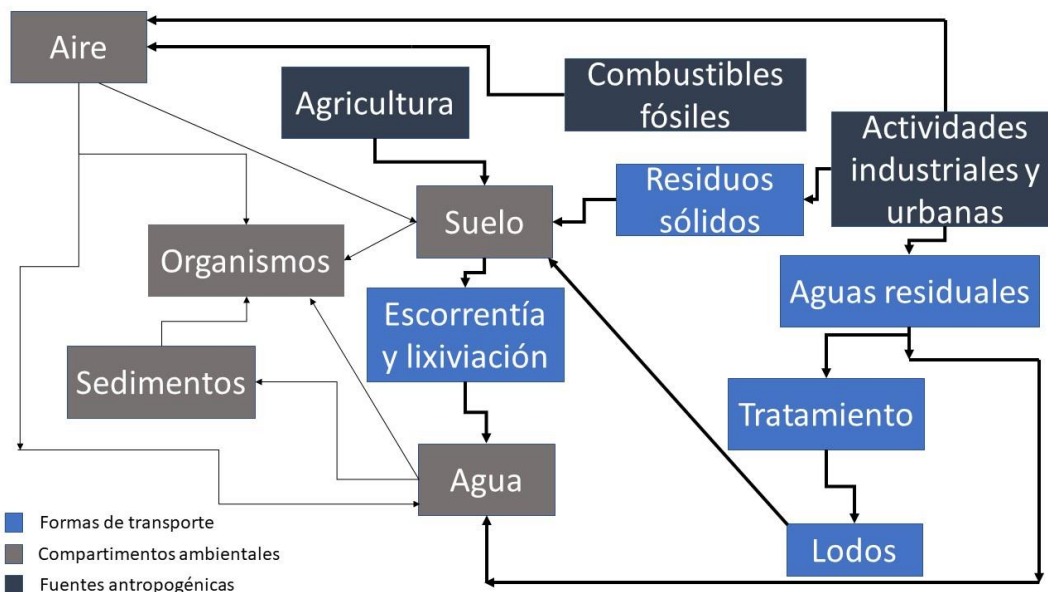 Aire
Combustibles
fósiles
Agricultura
Actividades
industriales y
urbanas
Residuos
sólidos
Suelo
Organismos
Aguas residuales
Escorrentía
y lixiviación
Sedimentos
Tratamiento
Agua
Lodos
Formas de transporte
Compartimentos ambientales
Fuentes antropogénicas